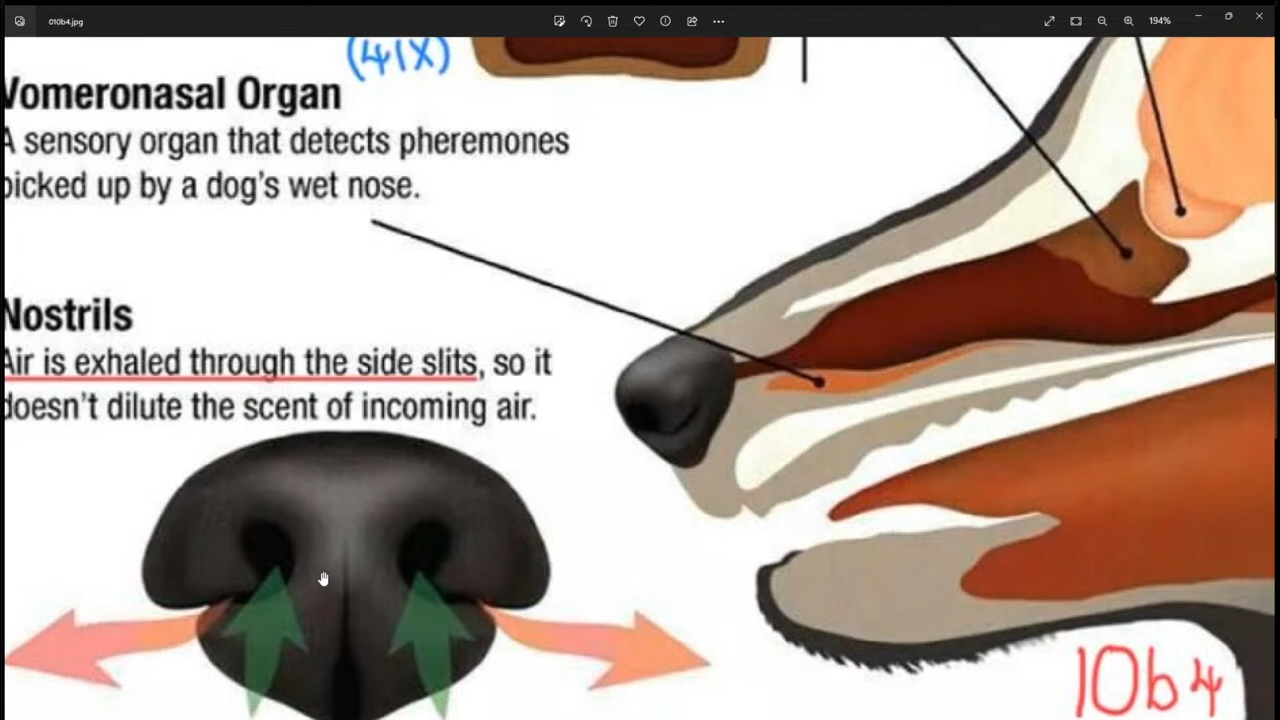 010b4.jpg
194%
(41X)
Vomeronasal Organ
A sensory organ that detects pheremones
picked up by a dog's wet nose.
Nostrils
Air is exhaled through the side slits, so it
doesn't dilute the scent of incoming air.
10b4